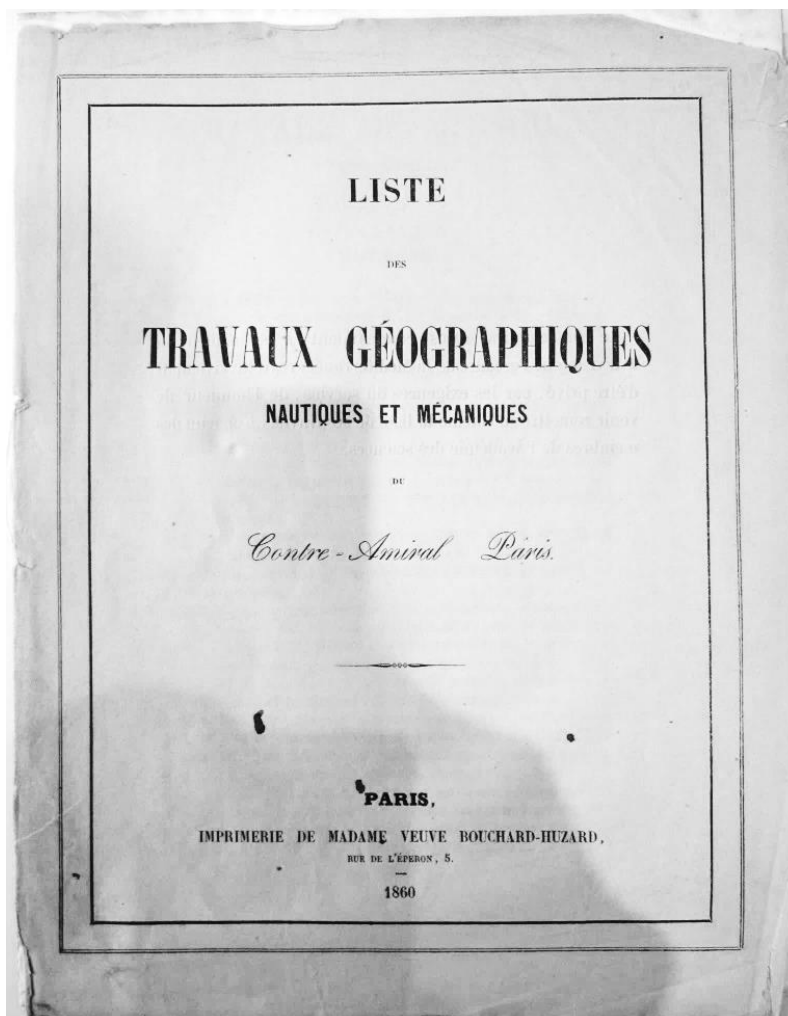 LISTE
DES
TRAVAUX GÉOGRAPHIQUES
NAUTIQUES ET MÉCANIQUES
DU
Contre-Amiral Pâris.
PARIS,
IMPRIMERIE DE MADAME VEUVE BOUCHARD-HUZARD,
RUE DE L'ÉPERON, 5.
1860